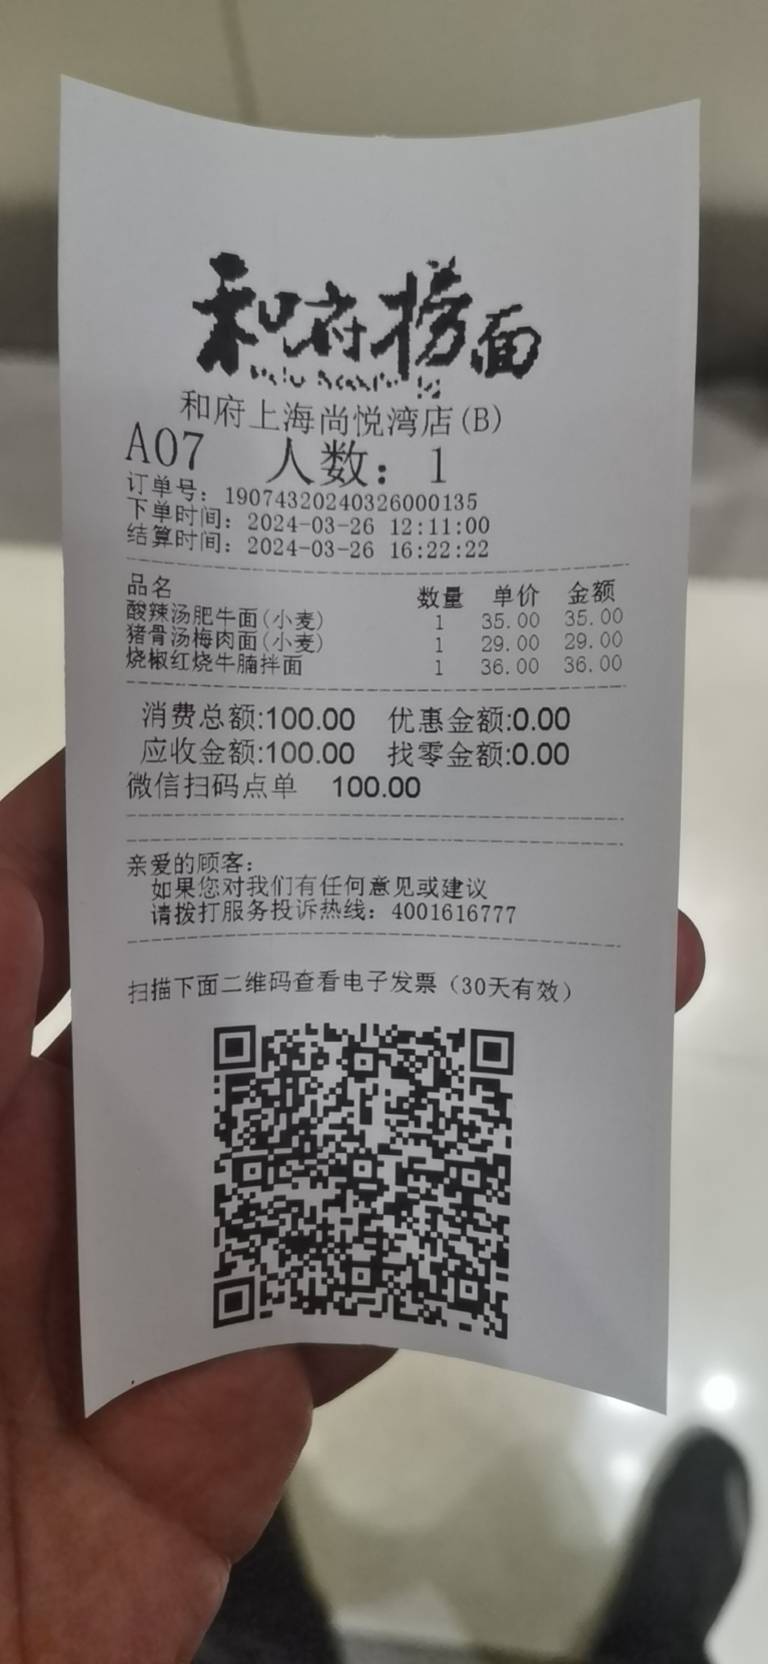 和府捞面
和府上海尚悦湾店(B)
A07 人数：1
订单号：19074320240326000135
下单时间：2024-03-26 12:11:00
结算时间：2024-03-26 16:22:22
品名 数量 单价 金额
酸辣汤肥牛面(小麦) 1 35.00 35.00
猪骨汤梅肉面(小麦) 1 29.00 29.00
烧椒红烧牛腩拌面 1 36.00 36.00
消费总额:100.00 优惠金额:0.00
应收金额:100.00 找零金额:0.00
微信扫码点单 100.00
亲爱的顾客：
如果您对我们有任何意见或建议
请拨打服务投诉热线：4001616777
扫描下面二维码查看电子发票（30天有效）